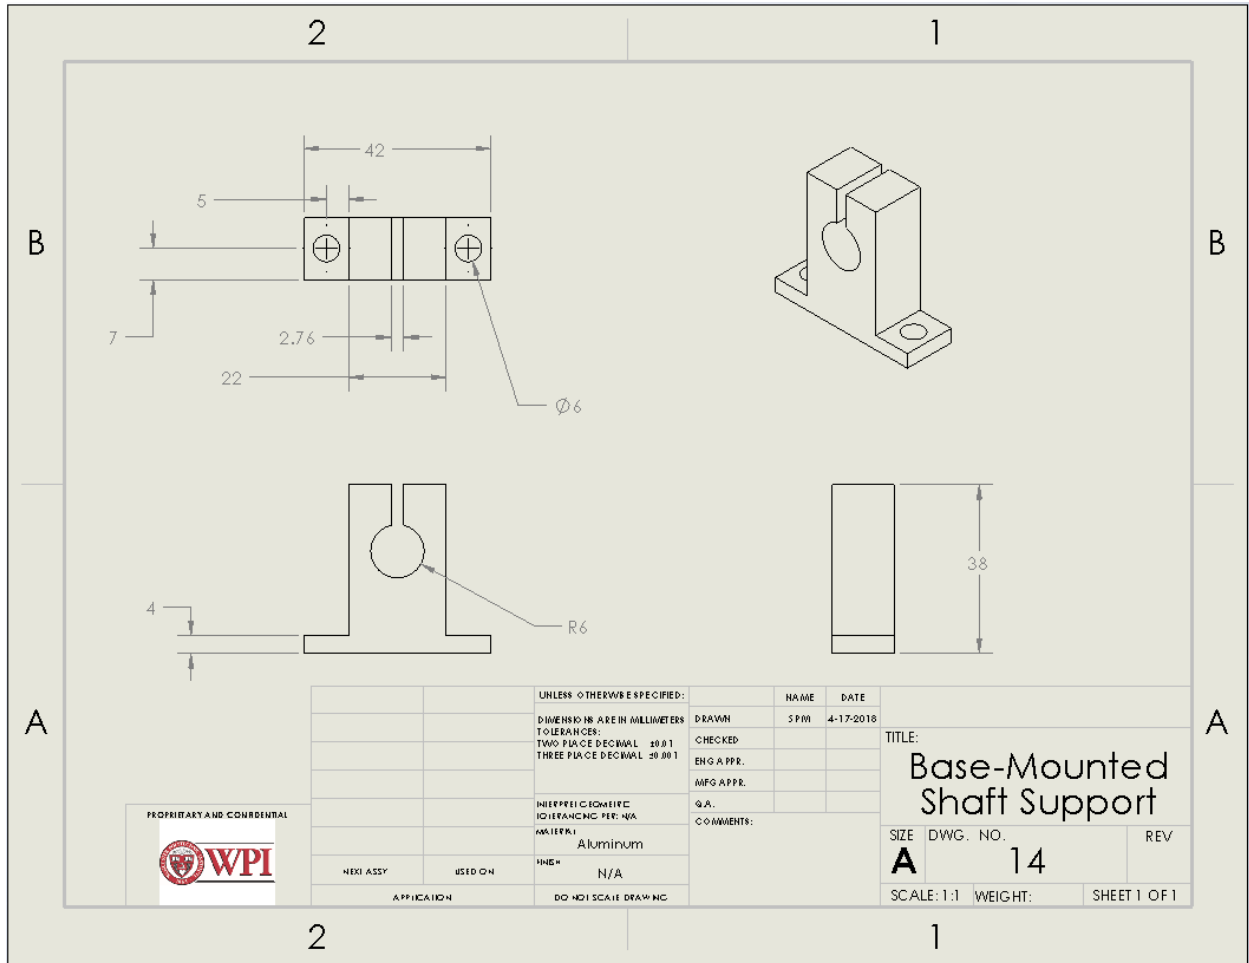 2 1
42
5
B B
7
2.76
22
Ø6
38
4
R6
A A
UNLESS OTHERWISE SPECIFIED:
DIMENSIONS ARE IN MILLIMETERS
TOLERANCES:
TWO PLACE DECIMAL ±0.01
THREE PLACE DECIMAL ±0.001
INTERPRET GEOMETRIC
TOLERANCING PER: N/A
MATERIAL
Aluminum
FINISH
N/A
DO NOT SCALE DRAWING
NAME DATE
DRAWN SPM 4-17-2018
CHECKED
ENG APPR.
MFG APPR.
Q.A.
COMMENTS:
TITLE:
Base-Mounted
Shaft Support
SIZE DWG. NO. REV
A 14
SCALE: 1:1 WEIGHT: SHEET 1 OF 1
PROPRIETARY AND CONFIDENTIAL
WPI
NEXT ASSY USED ON
APPLICATION
2 1